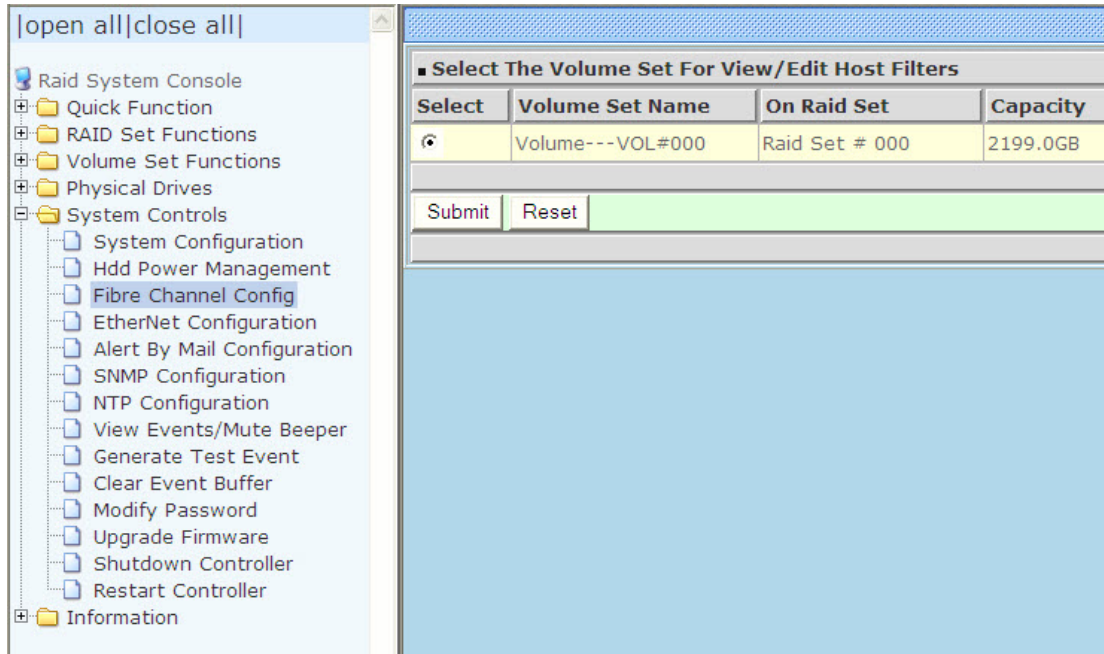 |open all|close all|
Raid System Console
Quick Function
RAID Set Functions
Volume Set Functions
Physical Drives
System Controls
System Configuration
Hdd Power Management
Fibre Channel Config
EtherNet Configuration
Alert By Mail Configuration
SNMP Configuration
NTP Configuration
View Events/Mute Beeper
Generate Test Event
Clear Event Buffer
Modify Password
Upgrade Firmware
Shutdown Controller
Restart Controller
Information
Select The Volume Set For View/Edit Host Filters
Select Volume Set Name On Raid Set Capacity
Volume---VOL#000 Raid Set # 000 2199.0GB
Submit Reset